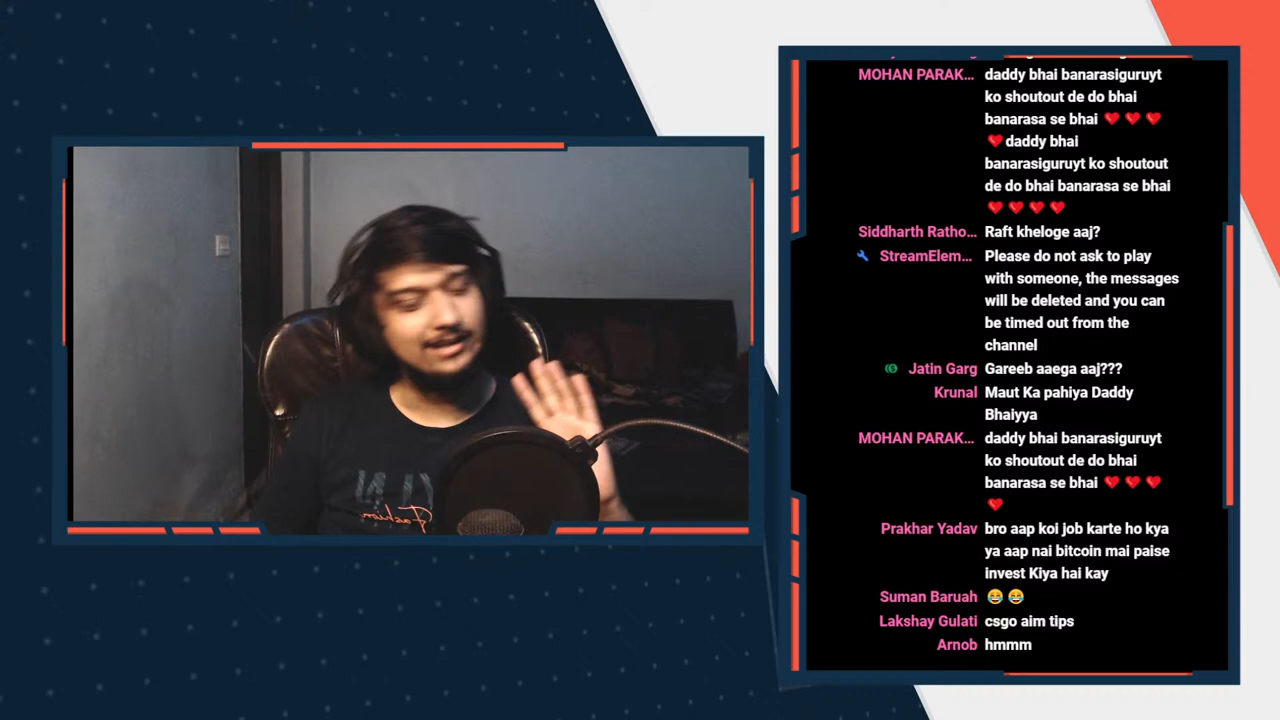 MOHAN PARAK... daddy bhai banarasiguruyt
ko shoutout de do bhai
banarasa se bhai ❤️ ❤️ ❤️
❤️daddy bhai
banarasiguruyt ko shoutout
de do bhai banarasa se bhai
❤️ ❤️ ❤️ ❤️
Siddharth Ratho... Raft kheloge aaj?
StreamElem... Please do not ask to play
with someone, the messages
will be deleted and you can
be timed out from the
channel
Jatin Garg Gareeb aaega aaj???
Krunal Maut Ka pahiya Daddy
Bhaiyya
MOHAN PARAK... daddy bhai banarasiguruyt
ko shoutout de do bhai
banarasa se bhai ❤️ ❤️ ❤️
❤️
Prakhar Yadav bro aap koi job karte ho kya
ya aap nai bitcoin mai paise
invest Kiya hai kay
Suman Baruah 😂 😂
Lakshay Gulati csgo aim tips
Arnob hmmm